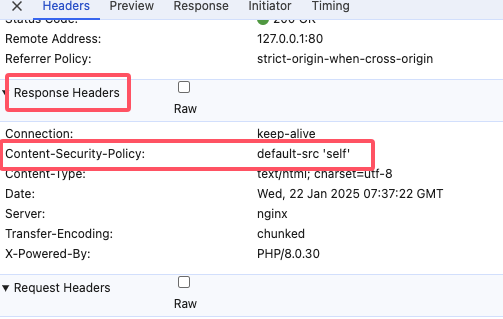 Headers Preview Response Initiator Timing
Status Code: 200 OK
Remote Address: 127.0.0.1:80
Referrer Policy: strict-origin-when-cross-origin
Response Headers
Raw
Connection: keep-alive
Content-Security-Policy: default-src 'self'
Content-Type: text/html; charset=utf-8
Date: Wed, 22 Jan 2025 07:37:22 GMT
Server: nginx
Transfer-Encoding: chunked
X-Powered-By: PHP/8.0.30
Request Headers
Raw